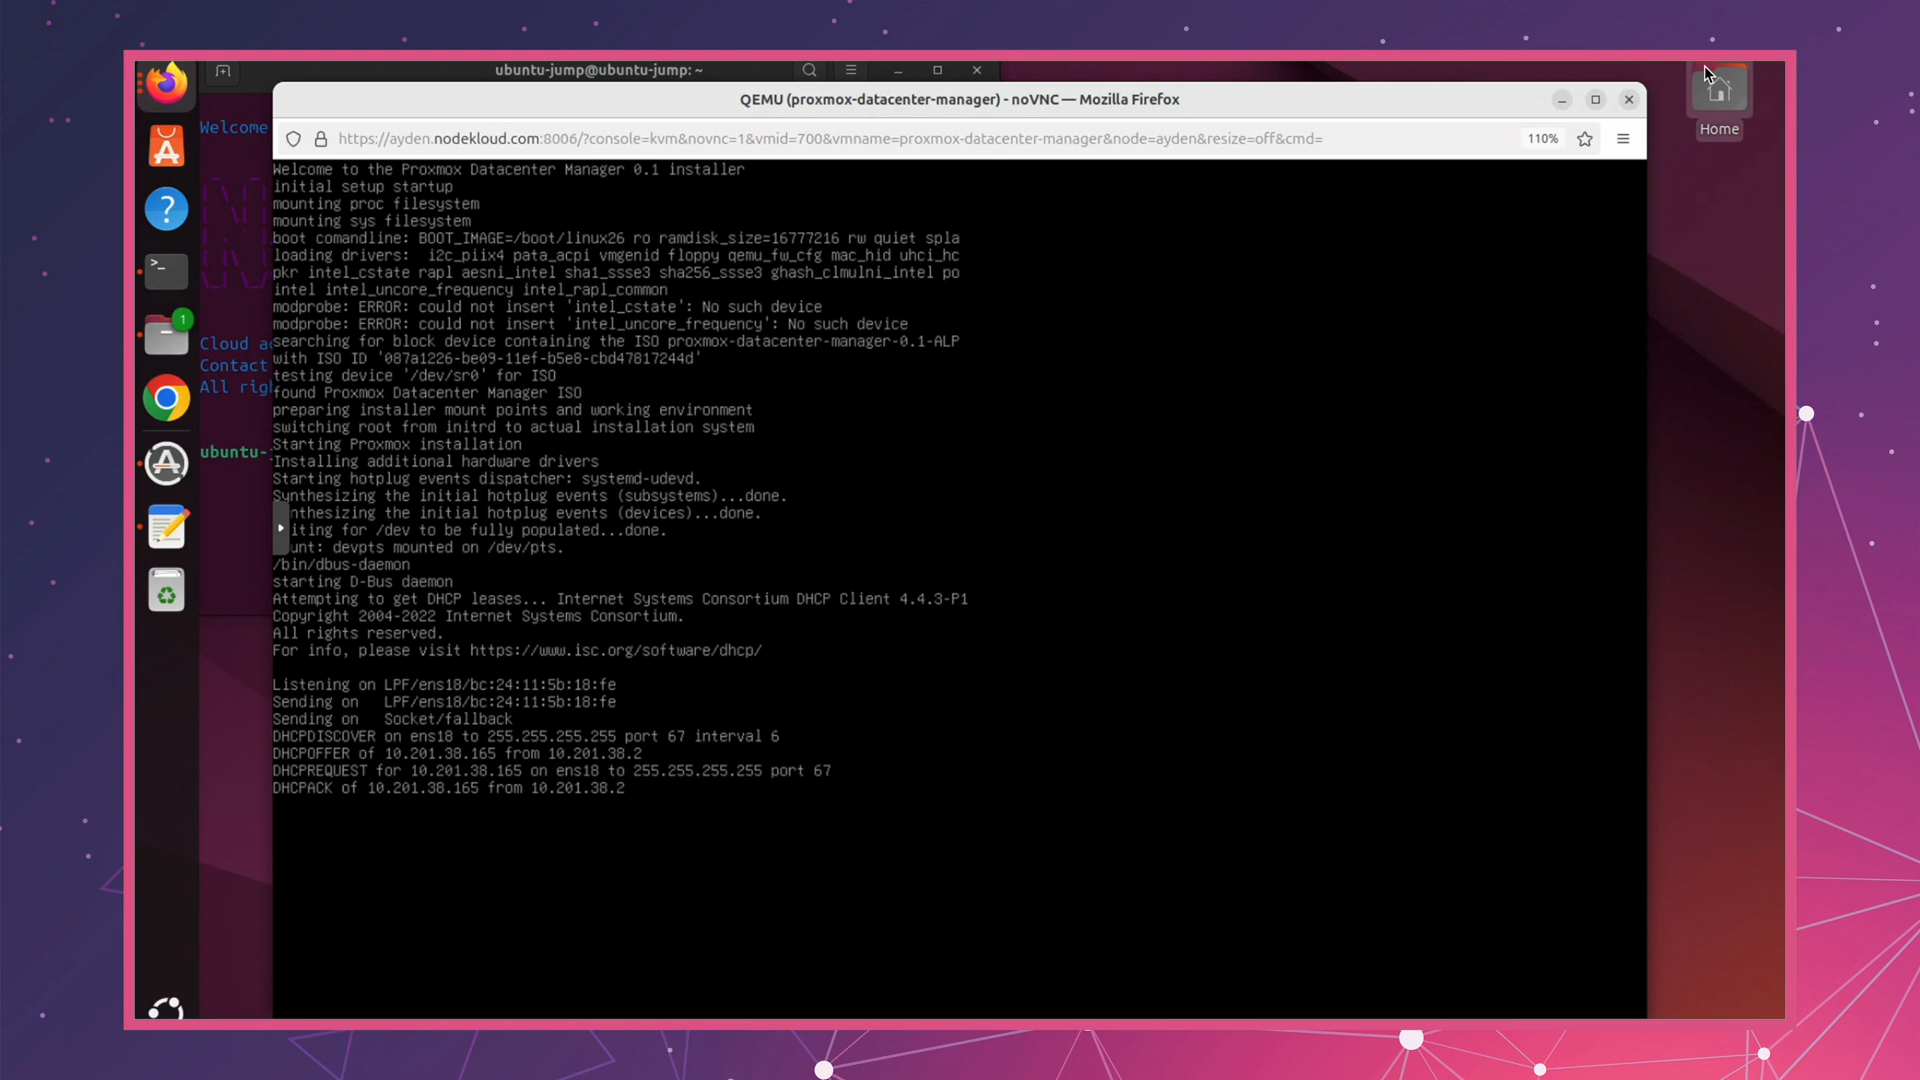 ubuntu-jump@ubuntu-jump: ~
QEMU (proxmox-datacenter-manager) - noVNC — Mozilla Firefox
https://ayden.nodekloud.com:8006/?console=kvm&novnc=1&vmid=700&vmname=proxmox-datacenter-manager&node=ayden&resize=off&cmd=
110%
Home
Welcome
Cloud a
Contact
All rig
ubuntu-
1
Welcome to the Proxmox Datacenter Manager 0.1 installer
initial setup startup
mounting proc filesystem
mounting sys filesystem
boot comandline: BOOT_IMAGE=/boot/linux26 ro ramdisk_size=16777216 rw quiet spla
loading drivers:  i2c_piix4 pata_acpi vmgenid floppy qemu_fw_cfg mac_hid uhci_hc
pkr intel_cstate rapl aesni_intel sha1_ssse3 sha256_ssse3 ghash_clmulni_intel po
intel intel_uncore_frequency intel_rapl_common
modprobe: ERROR: could not insert 'intel_cstate': No such device
modprobe: ERROR: could not insert 'intel_uncore_frequency': No such device
searching for block device containing the ISO proxmox-datacenter-manager-0.1-ALP
with ISO ID '087a1226-be09-11ef-b5e8-cbd47817244d'
testing device '/dev/sr0' for ISO
found Proxmox Datacenter Manager ISO
preparing installer mount points and working environment
switching root from initrd to actual installation system
Starting Proxmox installation
Installing additional hardware drivers
Starting hotplug events dispatcher: systemd-udevd.
Synthesizing the initial hotplug events (subsystems)...done.
nthesizing the initial hotplug events (devices)...done.
iting for /dev to be fully populated...done.
unt: devpts mounted on /dev/pts.
/bin/dbus-daemon
starting D-Bus daemon
Attempting to get DHCP leases... Internet Systems Consortium DHCP Client 4.4.3-P1
Copyright 2004-2022 Internet Systems Consortium.
All rights reserved.
For info, please visit https://www.isc.org/software/dhcp/
Listening on LPF/ens18/bc:24:11:5b:18:fe
Sending on   LPF/ens18/bc:24:11:5b:18:fe
Sending on   Socket/fallback
DHCPDISCOVER on ens18 to 255.255.255.255 port 67 interval 6
DHCPOFFER of 10.201.38.165 from 10.201.38.2
DHCPREQUEST for 10.201.38.165 on ens18 to 255.255.255.255 port 67
DHCPACK of 10.201.38.165 from 10.201.38.2